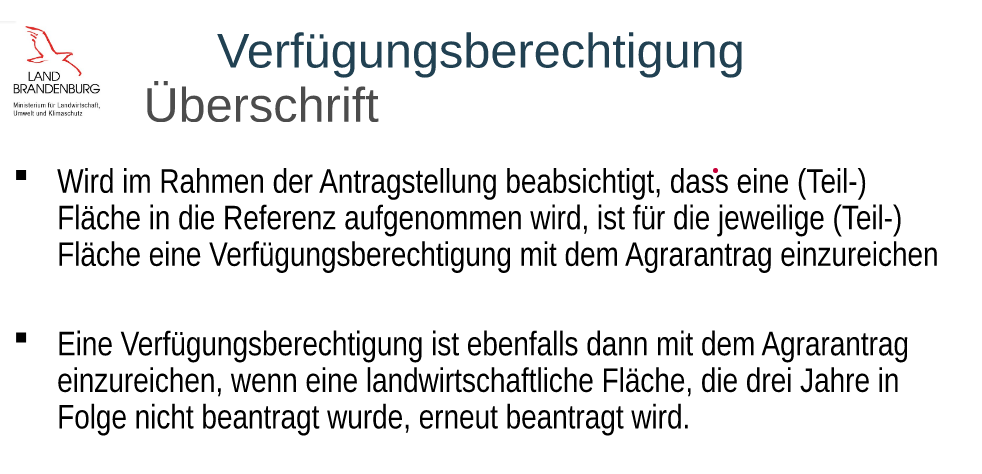 Verfügungsberechtigung
LAND
BRANDENBURG
Ministerium für Landwirtschaft,
Umwelt und Klimaschutz
Überschrift
Wird im Rahmen der Antragstellung beabsichtigt, dass eine (Teil-)
Fläche in die Referenz aufgenommen wird, ist für die jeweilige (Teil-)
Fläche eine Verfügungsberechtigung mit dem Agrarantrag einzureichen
Eine Verfügungsberechtigung ist ebenfalls dann mit dem Agrarantrag
einzureichen, wenn eine landwirtschaftliche Fläche, die drei Jahre in
Folge nicht beantragt wurde, erneut beantragt wird.